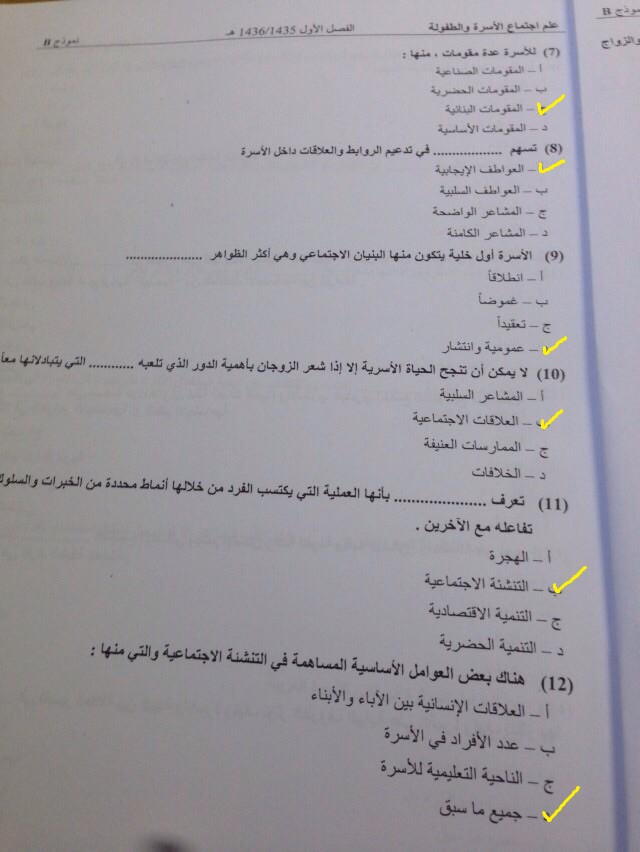 علم اجتماع الأسرة والطفولة الفصل الأول 1436/1435 هـ نموذج B
نموذج B
والزواج
(7) للأسرة عدة مقومات ، منها :
أ – المقومات الصناعية
ب – المقومات الحضرية
– المقومات البنائية
د – المقومات الأساسية
(8) تسهم .................. في تدعيم الروابط والعلاقات داخل الأسرة
– العواطف الإيجابية
ب – العواطف السلبية
ج – المشاعر الواضحة
د – المشاعر الكامنة
(9) الأسرة أول خلية يتكون منها البنيان الاجتماعي وهي أكثر الظواهر ....................
أ – انطلاقاً
ب – غموضاً
ج – تعقيداً
– عمومية وانتشار
(10) لا يمكن أن تنجح الحياة الأسرية إلا إذا شعر الزوجان بأهمية الدور الذي تلعبه ............ التي يتبادلانها معاً
أ – المشاعر السلبية
ب – العلاقات الاجتماعية
ج – الممارسات العنيفة
د – الخلافات
(11) تعرف .................... بأنها العملية التي يكتسب الفرد من خلالها أنماط محددة من الخبرات والسلوك
تفاعله مع الآخرين .
أ – الهجرة
ب – التنشئة الاجتماعية
ج – التنمية الاقتصادية
د – التنمية الحضرية
(12) هناك بعض العوامل الأساسية المساهمة في التنشئة الاجتماعية والتي منها :
أ – العلاقات الإنسانية بين الأباء والأبناء
ب – عدد الأفراد في الأسرة
ج – الناحية التعليمية للأسرة
د – جميع ما سبق